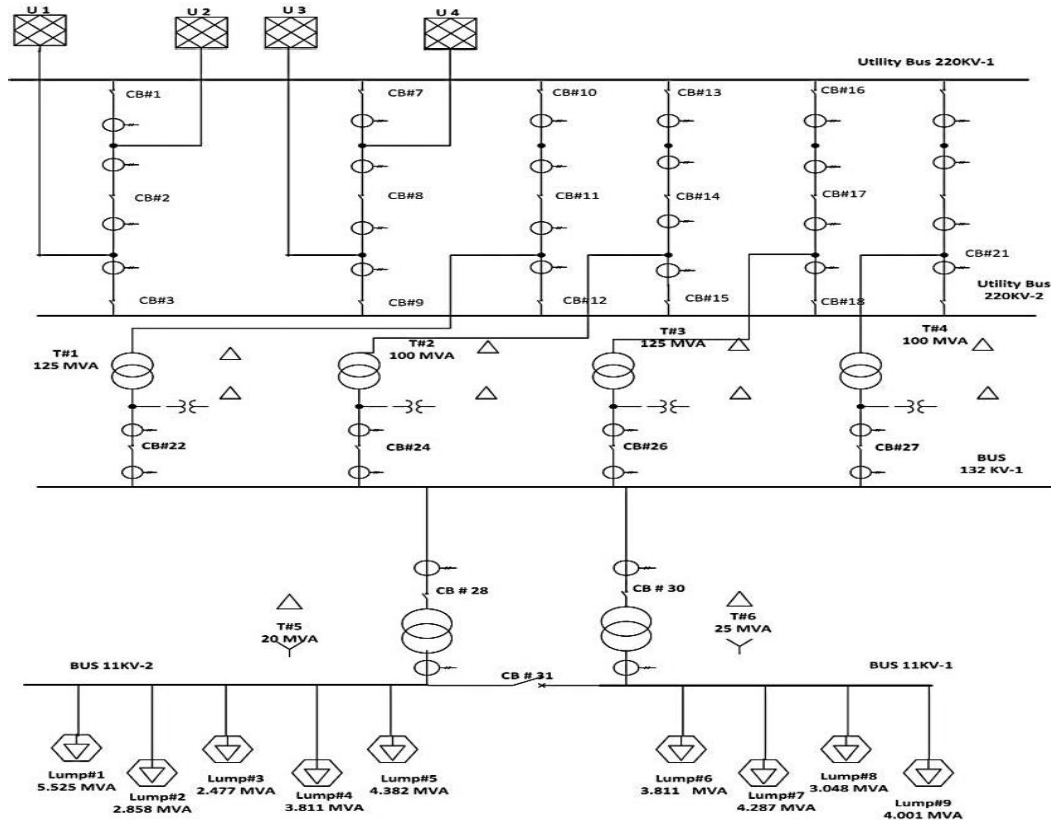 U 1
U 2
U 3
U 4
Utility Bus 220KV-1
CB#1
CB#7
CB#10
CB#13
CB#16
CB#2
CB#8
CB#11
CB#14
CB#17
CB#21
CB#3
CB#9
CB#12
CB#15
CB#18
Utility Bus
220KV-2
T#1
125 MVA
T#2
100 MVA
T#3
125 MVA
T#4
100 MVA
CB#22
CB#24
CB#26
CB#27
BUS
132 KV-1
CB # 28
CB # 30
T#5
20 MVA
T#6
25 MVA
BUS 11KV-2
CB # 31
BUS 11KV-1
Lump#1
5.525 MVA
Lump#2
2.858 MVA
Lump#3
2.477 MVA
Lump#4
3.811 MVA
Lump#5
4.382 MVA
Lump#6
3.811 MVA
Lump#7
4.287 MVA
Lump#8
3.048 MVA
Lump#9
4.001 MVA